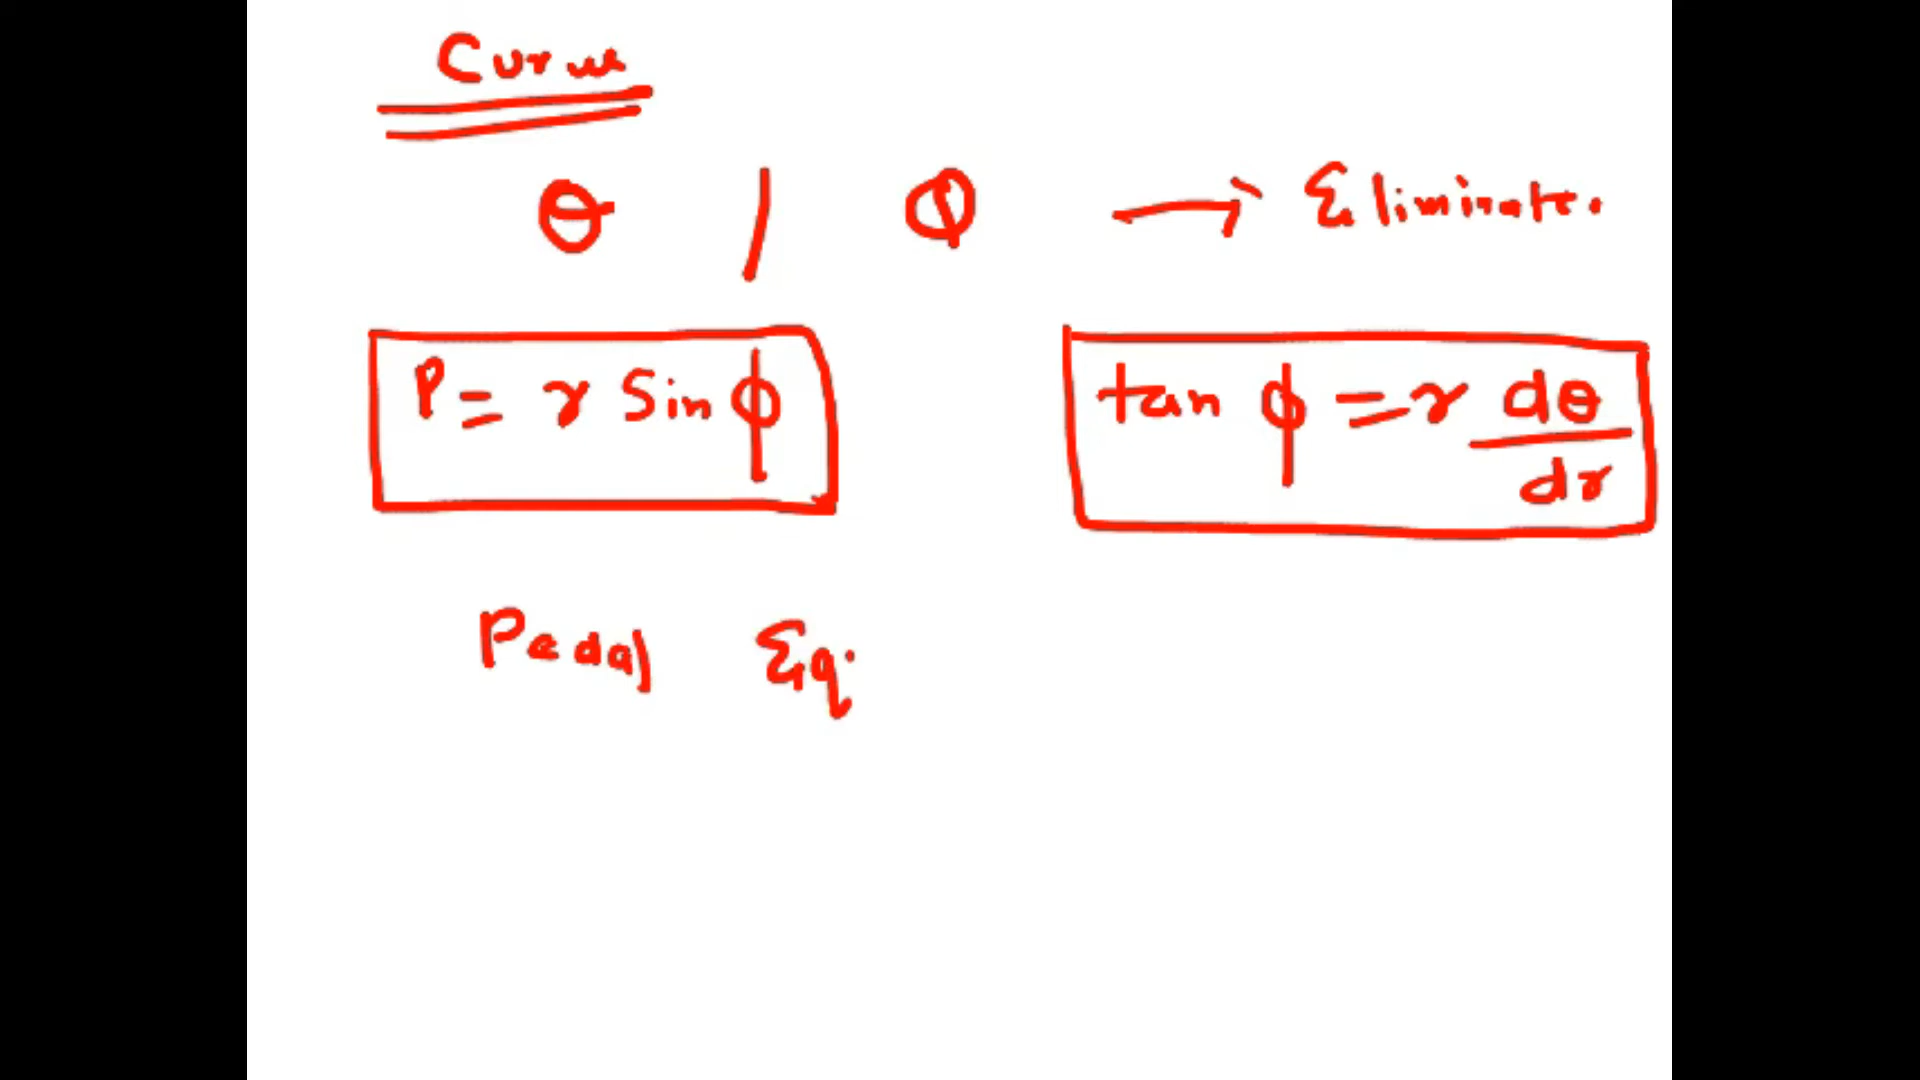 Curve
θ / φ → Eliminate.
P = r Sin φ tan φ = r dθ/dr
Pedal Eq.